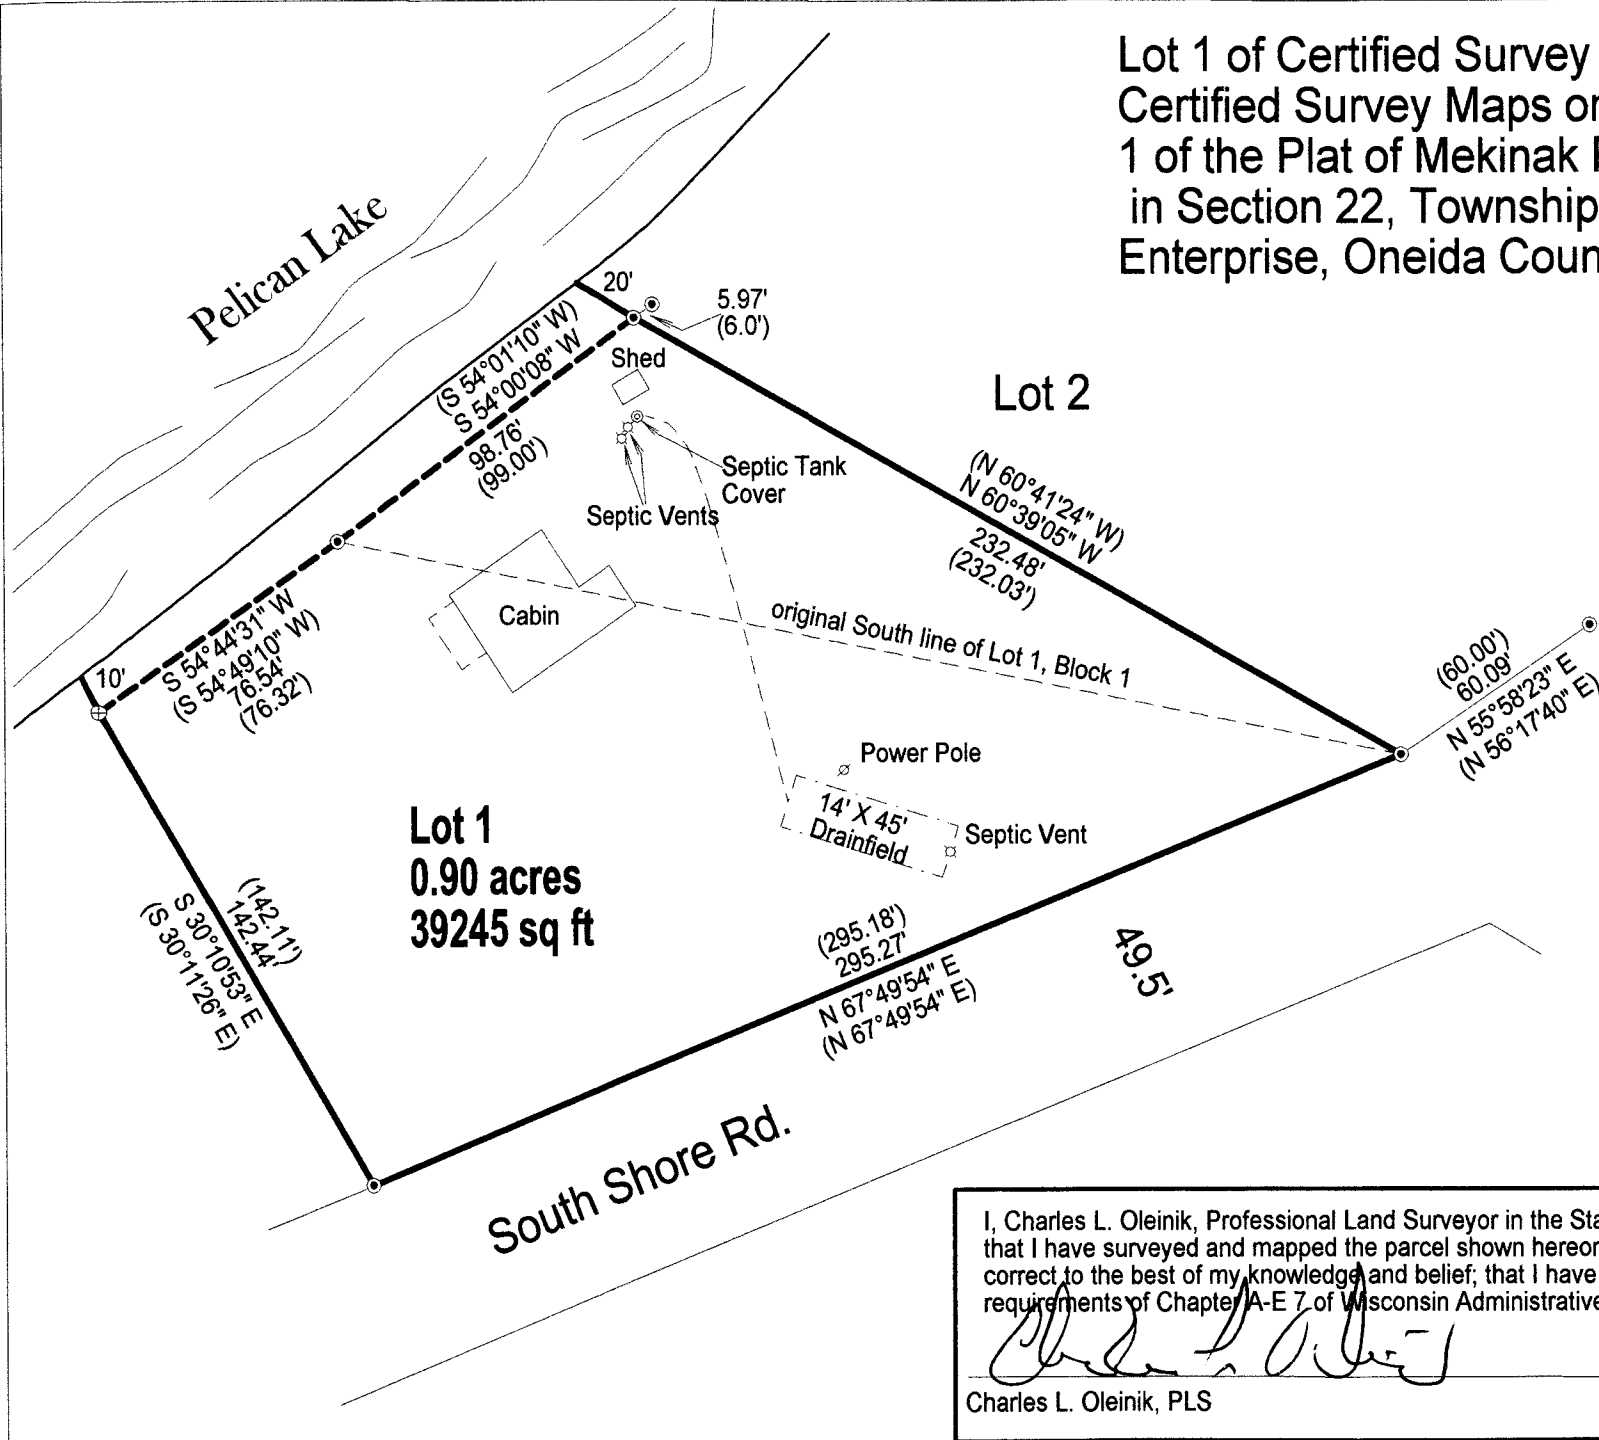 Lot 1 of Certified Survey
Certified Survey Maps
1 of the Plat of Mekinak
in Section 22, Township
Enterprise, Oneida
Pelican Lake
20'
5.97'
(6.0')
Shed
(S 54°01'10" W)
S 54°00'08" W
98.76'
(99.00')
Lot 2
Septic Tank
Cover
Septic Vents
(N 60°41'24" W)
N 60°39'05" W
232.48'
(232.03')
Cabin
original South line of Lot 1, Block 1
10'
S 54°44'31" W
(S 54°49'10" W)
76.54'
(76.32')
(60.00')
60.09'
N 55°58'23" E
(N 56°17'40" E)
Power Pole
14' X 45'
Drainfield
Septic Vent
Lot 1
0.90 acres
39245 sq ft
(142.11')
142.44'
S 30°10'53" E
(S 30°11'26" E)
(295.18')
295.27'
N 67°49'54" E
(N 67°49'54" E)
49.5'
South Shore Rd.
I, Charles L. Oleinik, Professional Land Surveyor in the
that I have surveyed and mapped the parcel shown
correct to the best of my knowledge and belief; that I have
requirements of Chapter A-E 7 of Wisconsin Administrative
Charles L. Oleinik, PLS